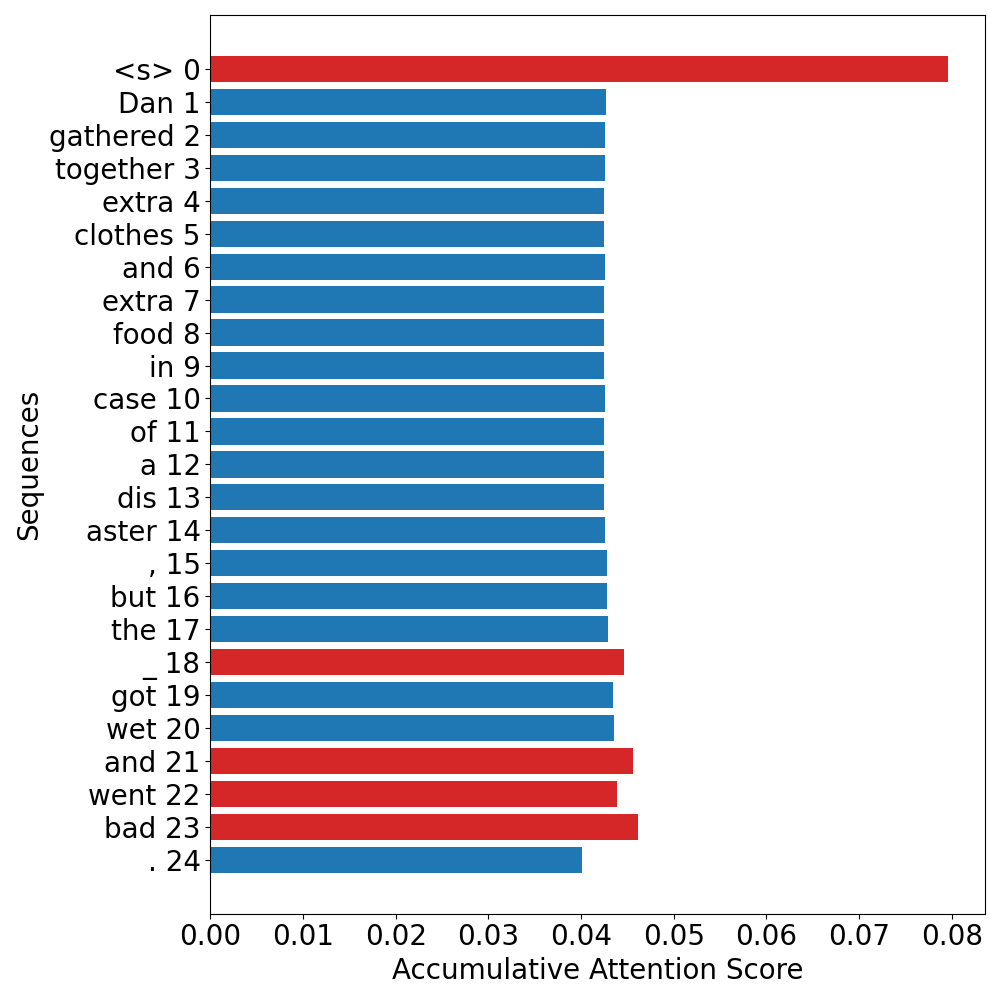 <s> 0
Dan 1
gathered 2
together 3
extra 4
clothes 5
and 6
extra 7
food 8
in 9
case 10
of 11
a 12
dis 13
aster 14
, 15
but 16
the 17
_ 18
got 19
wet 20
and 21
went 22
bad 23
. 24
Sequences
0.00 0.01 0.02 0.03 0.04 0.05 0.06 0.07 0.08
Accumulative Attention Score